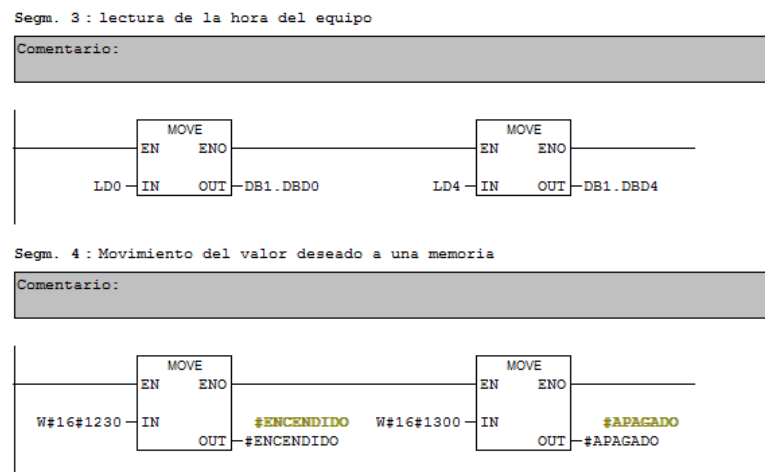 Segm. 3 : lectura de la hora del equipo
Comentario:
MOVE MOVE
EN ENO EN ENO
LD0 IN OUT DB1.DBD0 LD4 IN OUT DB1.DBD4
Segm. 4 : Movimiento del valor deseado a una memoria
Comentario:
MOVE MOVE
EN ENO EN ENO
W#16#1230 IN #ENCENDIDO W#16#1300 IN #APAGADO
OUT #ENCENDIDO OUT #APAGADO